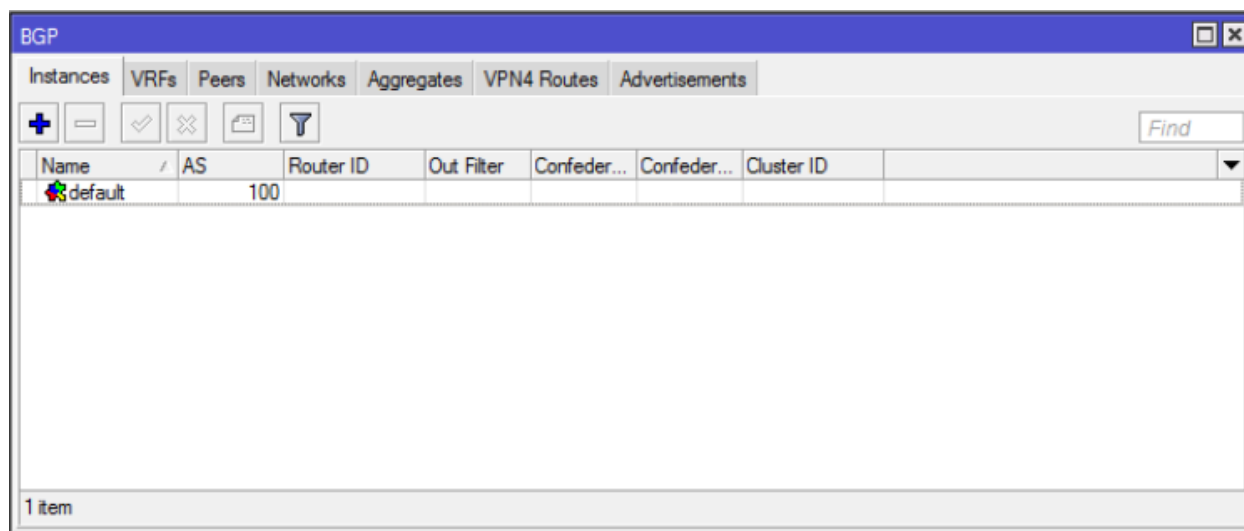 BGP
Instances VRFs Peers Networks Aggregates VPN4 Routes Advertisements
Find
Name AS Router ID Out Filter Confeder... Confeder... Cluster ID
default 100
1 item